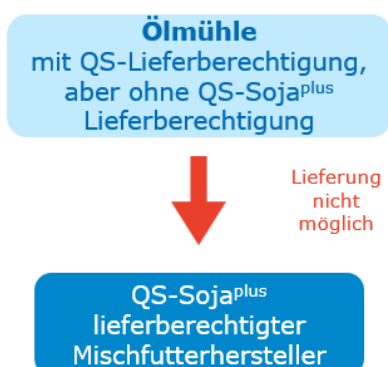 Ölmühle
mit QS-Lieferberechtigung,
aber ohne QS-Sojaplus
Lieferberechtigung
Lieferung
nicht
möglich
QS-Sojaplus
lieferberechtigter
Mischfutterhersteller